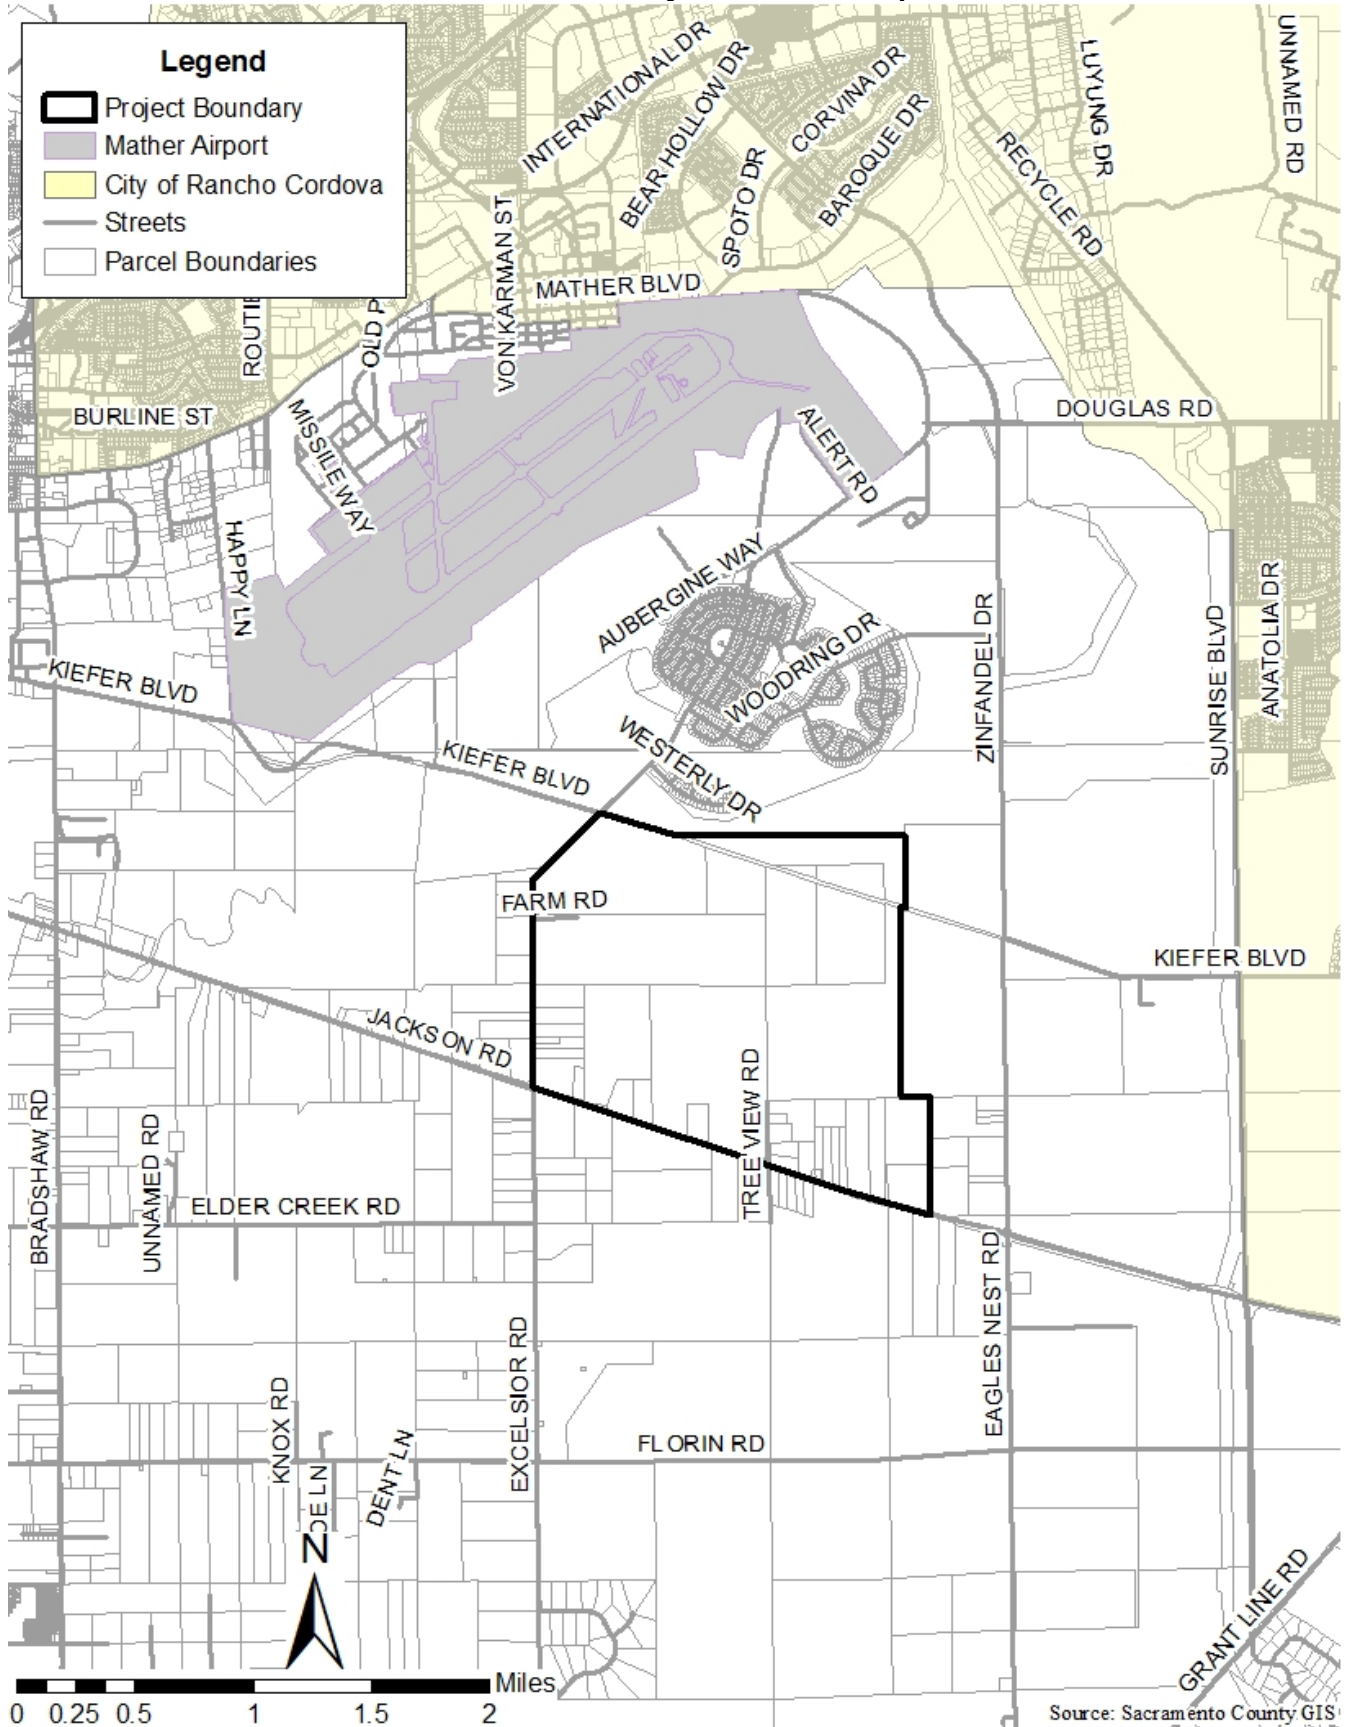 Legend
Project Boundary
Mather Airport
City of Rancho Cordova
Streets
Parcel Boundaries
INTERNATIONAL DR
BEAR HOLLOW DR
CORVINA DR
BAROQUE DR
SPOTO DR
LUYUNG DR
RECYCLE RD
UNNAMED RD
VON KARMAN ST
MATHER BLVD
ROUTIE
OLD P
BURLINE ST
MISSILE WAY
ALERT RD
DOUGLAS RD
HAPPY LN
AUBERGINE WAY
WOODRING DR
ZINFANDEL DR
SUNRISE BLVD
ANATOLIA DR
KIEFER BLVD
KIEFER BLVD
WESTERLY DR
FARM RD
KIEFER BLVD
JACKSON RD
TREE VIEW RD
BRADSHAW RD
UNNAMED RD
ELDER CREEK RD
EAGLES NEST RD
EXCELSIOR RD
KNOX RD
FLORIN RD
DENT LN
OE LN
N
GRANT LINE RD
Miles
0 0.25 0.5 1 1.5 2
Source: Sacramento County GIS